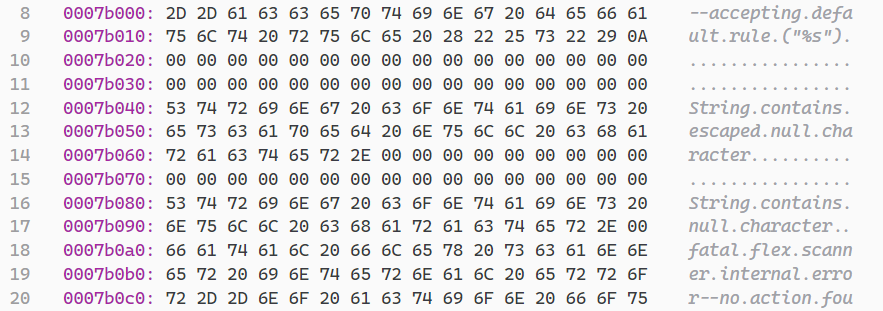 8 0007b000: 2D 2D 61 63 63 65 70 74 69 6E 67 20 64 65 66 61 --accepting.defa
9 0007b010: 75 6C 74 20 72 75 6C 65 20 28 22 25 73 22 29 0A ult.rule.("%s").
10 0007b020: 00 00 00 00 00 00 00 00 00 00 00 00 00 00 00 00 ................
11 0007b030: 00 00 00 00 00 00 00 00 00 00 00 00 00 00 00 00 ................
12 0007b040: 53 74 72 69 6E 67 20 63 6F 6E 74 61 69 6E 73 20 String.contains.
13 0007b050: 65 73 63 61 70 65 64 20 6E 75 6C 6C 20 63 68 61 escaped.null.cha
14 0007b060: 72 61 63 74 65 72 2E 00 00 00 00 00 00 00 00 00 racter..........
15 0007b070: 00 00 00 00 00 00 00 00 00 00 00 00 00 00 00 00 ................
16 0007b080: 53 74 72 69 6E 67 20 63 6F 6E 74 61 69 6E 73 20 String.contains.
17 0007b090: 6E 75 6C 6C 20 63 68 61 72 61 63 74 65 72 2E 00 null.character..
18 0007b0a0: 66 61 74 61 6C 20 66 6C 65 78 20 73 63 61 6E 6E fatal.flex.scann
19 0007b0b0: 65 72 20 69 6E 74 65 72 6E 61 6C 20 65 72 72 6F er.internal.erro
20 0007b0c0: 72 2D 2D 6E 6F 20 61 63 74 69 6F 6E 20 66 6F 75 r--no.action.fou